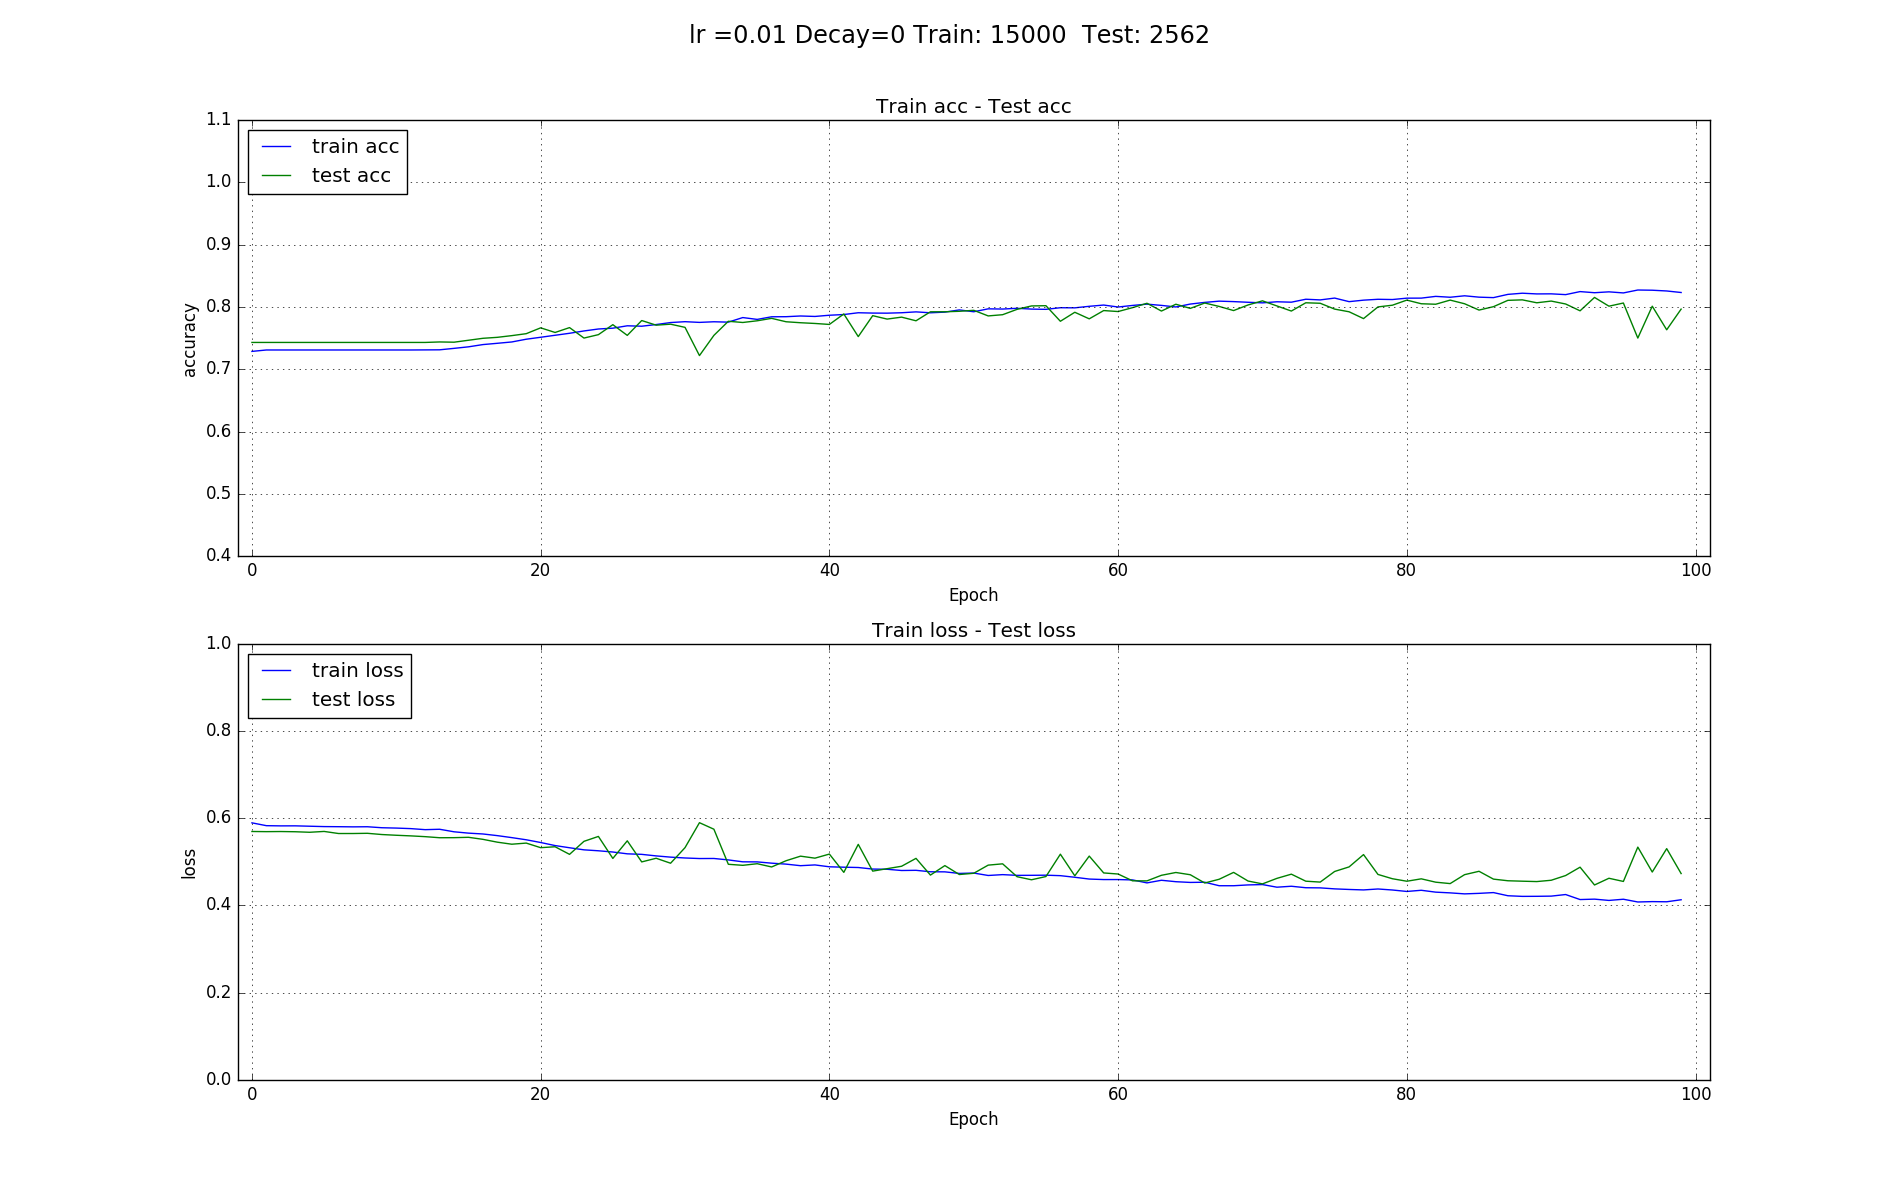 lr =0.01 Decay=0 Train: 15000  Test: 2562
Train acc - Test acc
1.1
1.0
0.9
0.8
0.7
0.6
0.5
0.4
accuracy
train acc
test acc
0 20 40 60 80 100
Epoch
Train loss - Test loss
1.0
0.8
0.6
0.4
0.2
0.0
loss
train loss
test loss
0 20 40 60 80 100
Epoch